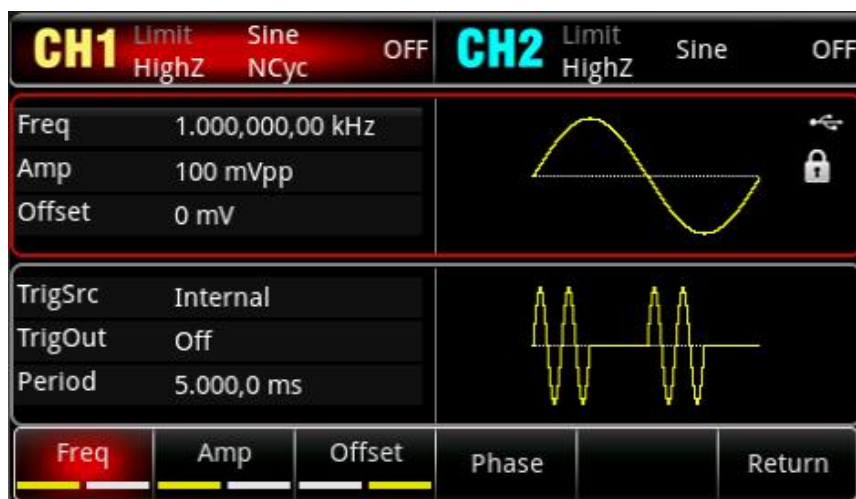 CH1 Limit Sine OFF CH2 Limit Sine OFF
HighZ NCyc HighZ
Freq 1.000,000,00 kHz
Amp 100 mVpp
Offset 0 mV
TrigSrc Internal
TrigOut Off
Period 5.000,0 ms
Freq Amp Offset Phase Return